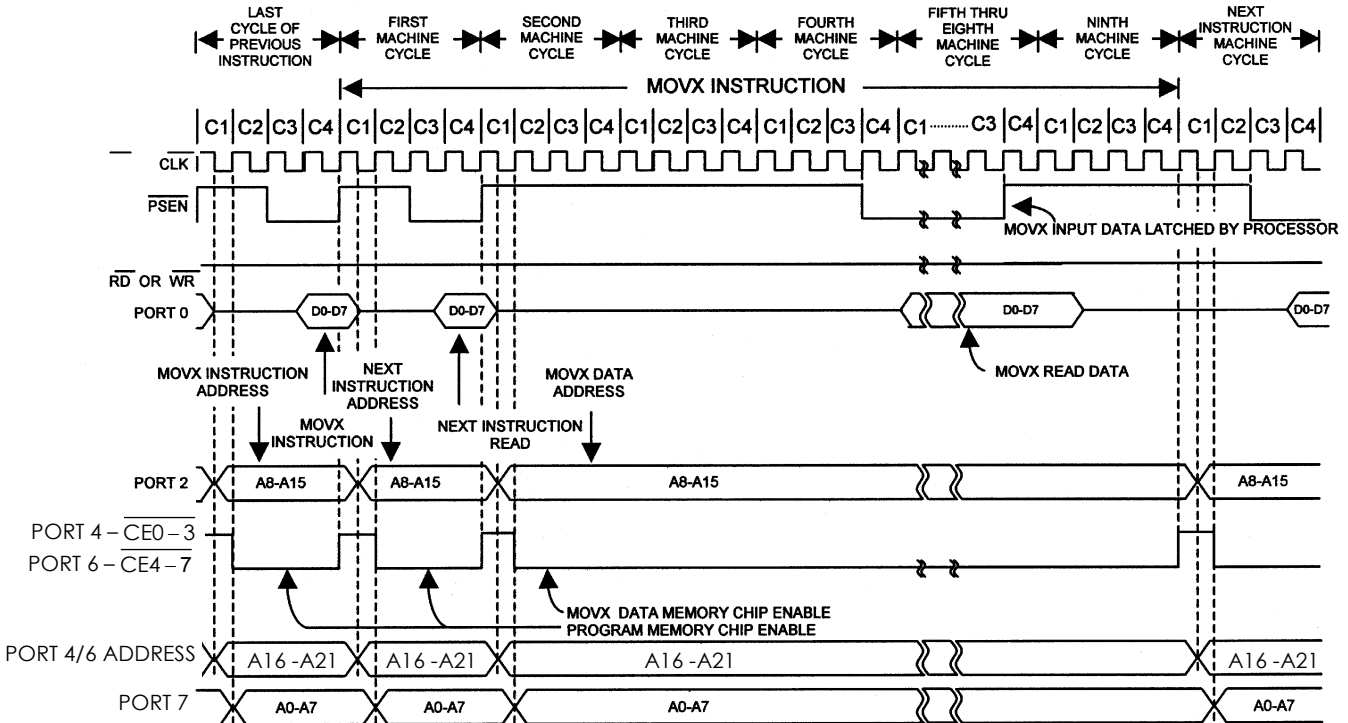 LAST
CYCLE OF
PREVIOUS
INSTRUCTION
FIRST
MACHINE
CYCLE
SECOND
MACHINE
CYCLE
THIRD
MACHINE
CYCLE
FOURTH
MACHINE
CYCLE
FIFTH THRU
EIGHTH
MACHINE
CYCLE
NINTH
MACHINE
CYCLE
NEXT
INSTRUCTION
MACHINE
CYCLE
MOVX INSTRUCTION
C1 C2 C3 C4 C1 C2 C3 C4 C1 C2 C3 C4 C1 C2 C3 C4 C1 C2 C3 C4 C1 ......... C3 C4 C1 C2 C3 C4 C1 C2 C3 C4
CLK
PSEN
MOVX INPUT DATA LATCHED BY PROCESSOR
RD OR WR
PORT 0 D0-D7 D0-D7 D0-D7 D0-D7
MOVX INSTRUCTION
ADDRESS
NEXT
INSTRUCTION
ADDRESS
MOVX DATA
ADDRESS
MOVX READ DATA
MOVX
INSTRUCTION
NEXT INSTRUCTION
READ
PORT 2 A8-A15 A8-A15 A8-A15 A8-A15
PORT 4 – CE0 – 3
PORT 6 – CE4 – 7
MOVX DATA MEMORY CHIP ENABLE
PROGRAM MEMORY CHIP ENABLE
PORT 4/6 ADDRESS A16 -A21 A16 -A21 A16 -A21 A16 -A21
PORT 7 A0-A7 A0-A7 A0-A7 A0-A7